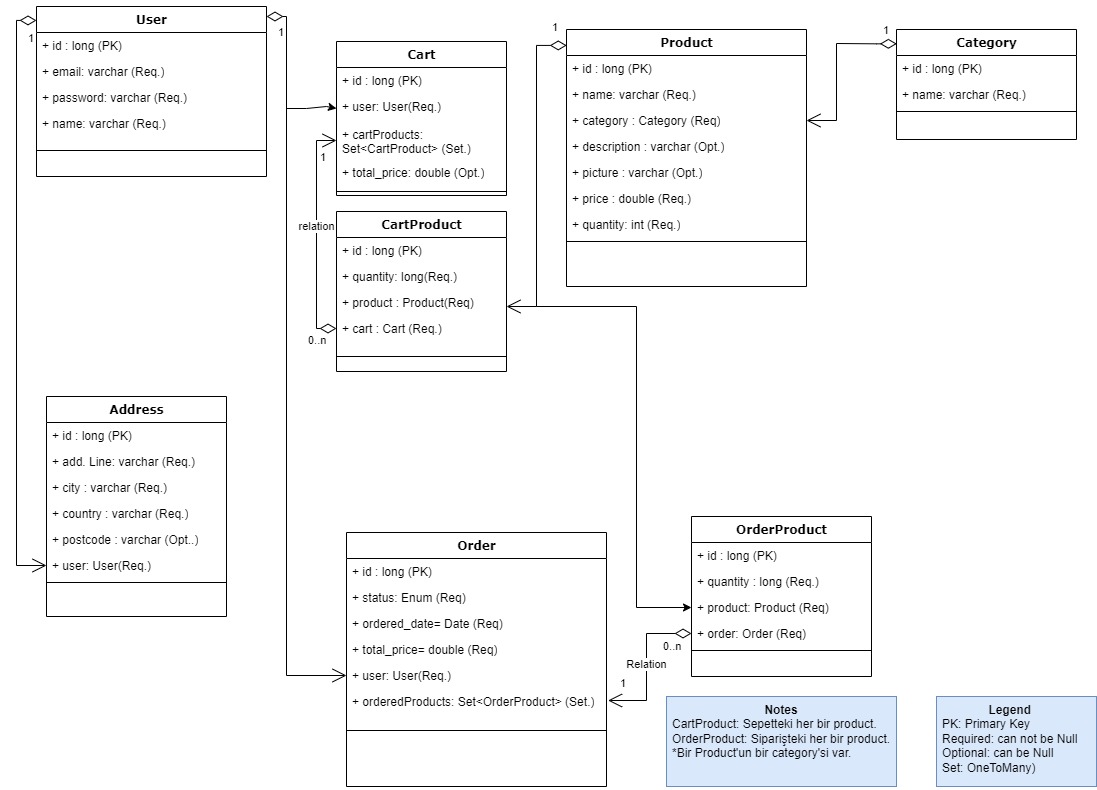 User
+ id : long (PK)
+ email: varchar (Req.)
+ password: varchar (Req.)
+ name: varchar (Req.)
1
1
Cart
+ id : long (PK)
+ user: User(Req.)
+ cartProducts:
Set<CartProduct> (Set.)
+ total_price: double (Opt.)
1
relation
CartProduct
+ id : long (PK)
+ quantity: long(Req.)
+ product : Product(Req)
+ cart : Cart (Req.)
0..n
1
Product
+ id : long (PK)
+ name: varchar (Req.)
+ category : Category (Req)
+ description : varchar (Opt.)
+ picture : varchar (Opt.)
+ price : double (Req.)
+ quantity: int (Req.)
1
Category
+ id : long (PK)
+ name: varchar (Req.)
Address
+ id : long (PK)
+ add. Line: varchar (Req.)
+ city : varchar (Req.)
+ country : varchar (Req.)
+ postcode : varchar (Opt..)
+ user: User(Req.)
Order
+ id : long (PK)
+ status: Enum (Req)
+ ordered_date= Date (Req)
+ total_price= double (Req)
+ user: User(Req.)
+ orderedProducts: Set<OrderProduct> (Set.)
OrderProduct
+ id : long (PK)
+ quantity : long (Req.)
+ product: Product (Req)
+ order: Order (Req)
0..n
Relation
1
Notes
CartProduct: Sepetteki her bir product.
OrderProduct: Siparişteki her bir product.
*Bir Product'un bir category'si var.
Legend
PK: Primary Key
Required: can not be Null
Optional: can be Null
Set: OneToMany)